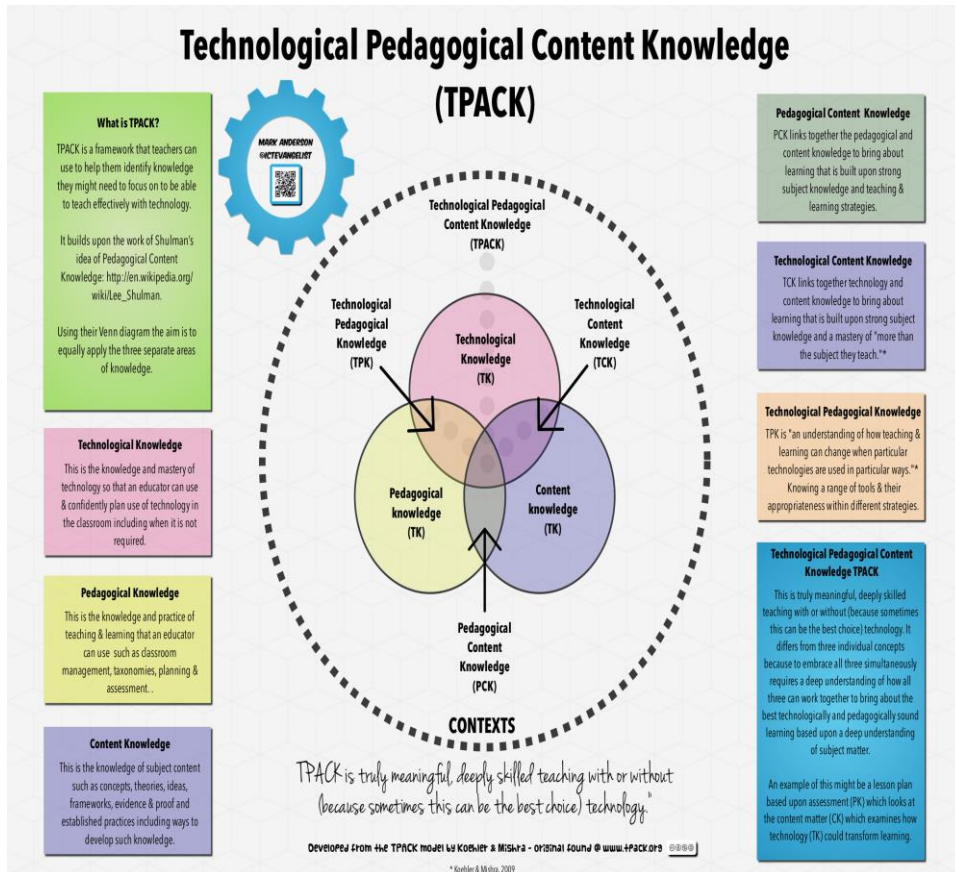 Technological Pedagogical Content Knowledge
(TPACK)
What is TPACK?
TPACK is a framework that teachers can
use to help them identify knowledge
they might need to focus on to be able
to teach effectively with technology.
It builds upon the work of Shulman's
idea of Pedagogical Content
Knowledge: http://en.wikipedia.org/
wiki/Lee_Shulman.
Using their Venn diagram the aim is to
equally apply the three separate areas
of knowledge.
Technological Knowledge
This is the knowledge and mastery of
technology so that an educator can use
& confidently plan use of technology in
the classroom including when it is not
required.
Pedagogical Knowledge
This is the knowledge and practice of
teaching & learning that an educator
can use such as classroom
management, taxonomies, planning &
assessment. .
Content Knowledge
This is the knowledge of subject content
such as concepts, theories, ideas,
frameworks, evidence & proof and
established practices including ways to
develop such knowledge.
MARK ANDERSON
@ICTEVANGELIST
Technological Pedagogical
Content Knowledge
(TPACK)
Technological
Pedagogical
Knowledge
(TPK)
Technological
Knowledge
(TK)
Technological
Content
Knowledge
(TCK)
Pedagogical
knowledge
(TK)
Content
knowledge
(TK)
Pedagogical
Content
Knowledge
(PCK)
CONTEXTS
TPACK is truly meaningful, deeply skilled teaching with or without
(because sometimes this can be the best choice) technology."
Developed from the TPACK model by Koehler & Mishra - original found @ www.tpack.org
* Koehler & Mishra, 2009
Pedagogical Content Knowledge
PCK links together the pedagogical and
content knowledge to bring about
learning that is built upon strong
subject knowledge and teaching &
learning strategies.
Technological Content Knowledge
TCK links together technology and
content knowledge to bring about
learning that is built upon strong subject
knowledge and a mastery of "more than
the subject they teach."*
Technological Pedagogical Knowledge
TPK is "an understanding of how teaching &
learning can change when particular
technologies are used in particular ways."*
Knowing a range of tools & their
appropriateness within different strategies.
Technological Pedagogical Content
Knowledge TPACK
This is truly meaningful, deeply skilled
teaching with or without (because sometimes
this can be the best choice) technology. It
differs from three individual concepts
because to embrace all three simultaneously
requires a deep understanding of how all
three can work together to bring about the
best technologically and pedagogically sound
learning based upon a deep understanding
of subject matter.
An example of this might be a lesson plan
based upon assessment (PK) which looks at
the content matter (CK) which examines how
technology (TK) could transform learning.